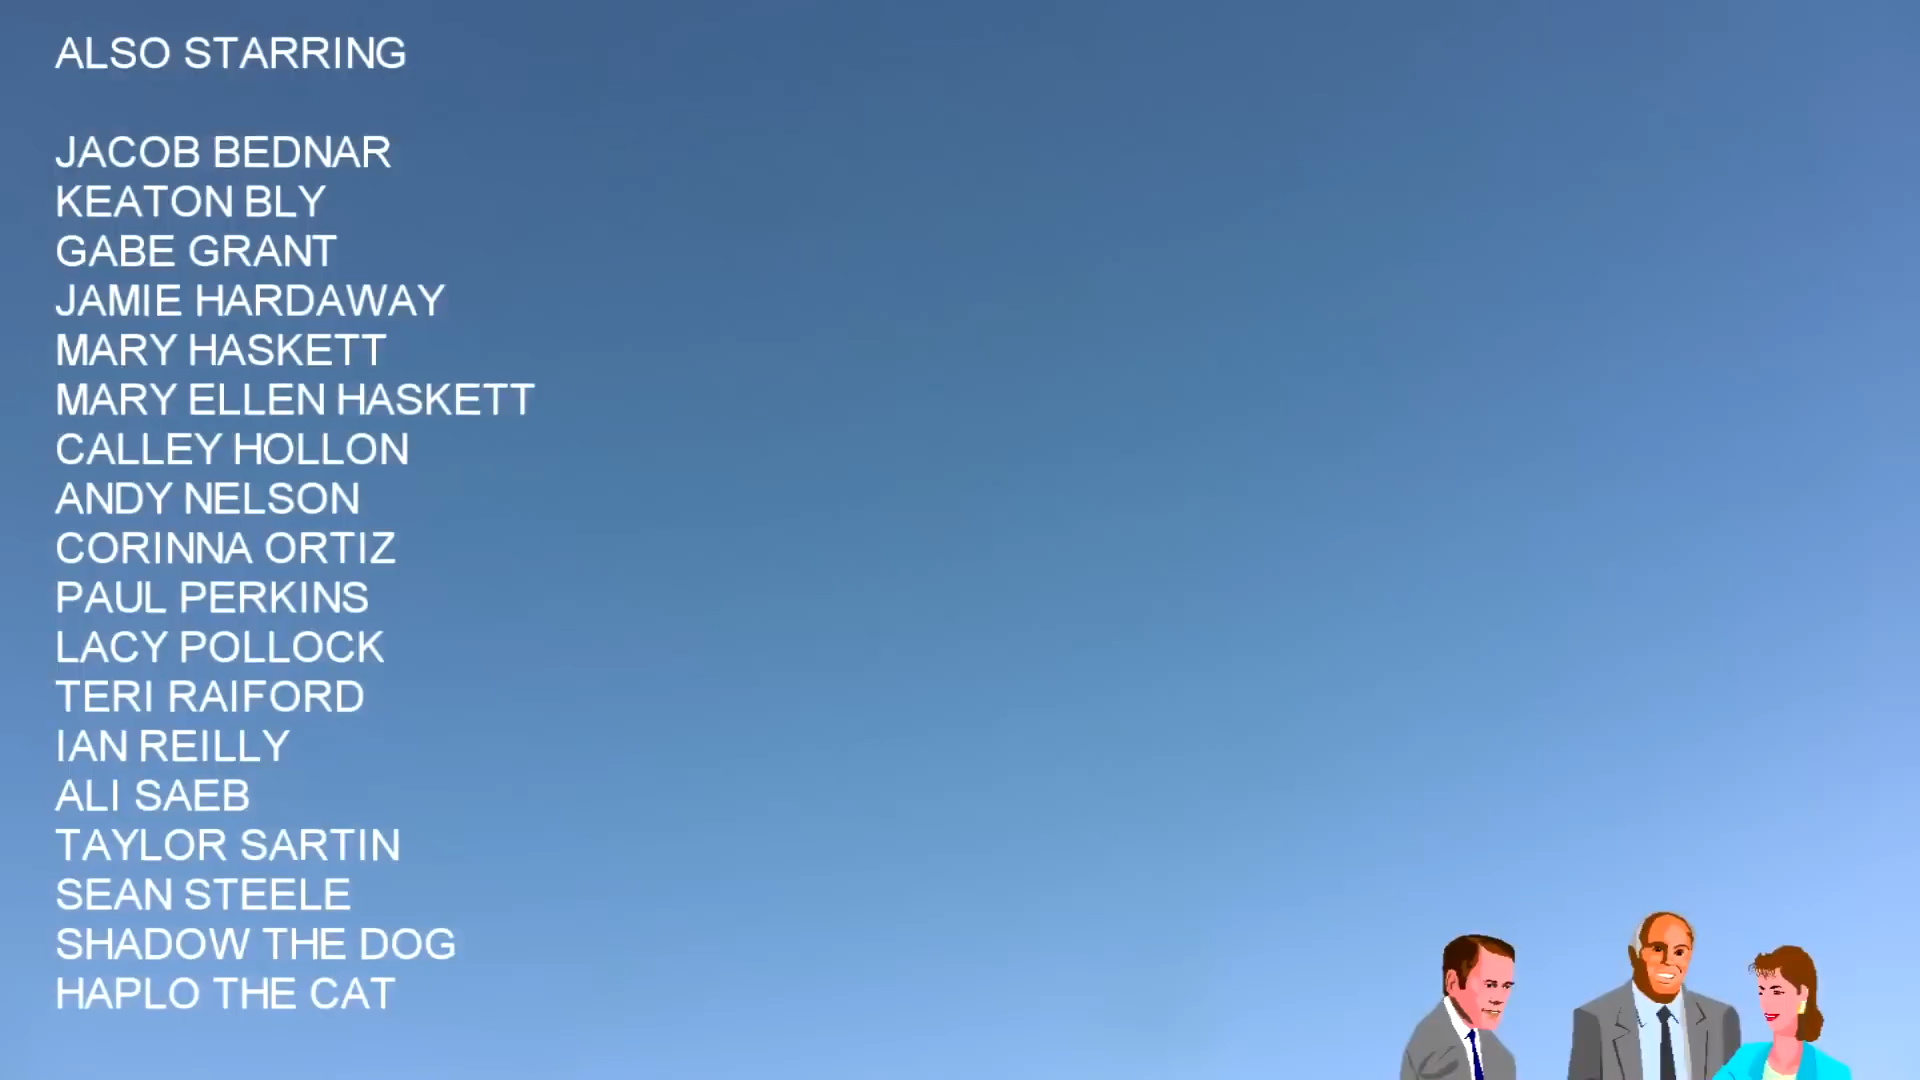 ALSO STARRING
JACOB BEDNAR
KEATON BLY
GABE GRANT
JAMIE HARDAWAY
MARY HASKETT
MARY ELLEN HASKETT
CALLEY HOLLON
ANDY NELSON
CORINNA ORTIZ
PAUL PERKINS
LACY POLLOCK
TERI RAIFORD
IAN REILLY
ALI SAEB
TAYLOR SARTIN
SEAN STEELE
SHADOW THE DOG
HAPLO THE CAT